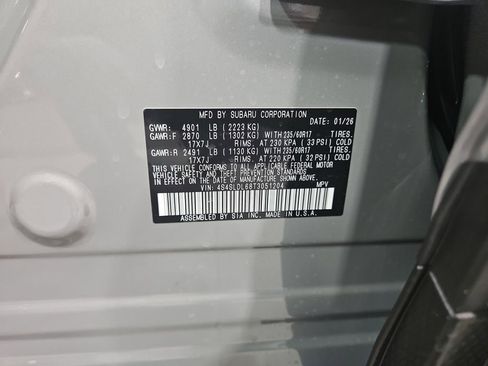 MFD BY SUBARU CORPORATION
DATE: 01/26
GVWR: 4901 LB (2223 KG)
GAWR:F 2870 LB (1302 KG) WITH 235/60R17 TIRES.
17X7J RIMS. AT 230 KPA (33 PSI) COLD
GAWR:R 2491 LB (1130 KG) WITH 235/60R17 TIRES.
17X7J RIMS. AT 220 KPA (32 PSI) COLD
THIS VEHICLE CONFORMS TO ALL APPLICABLE FEDERAL MOTOR
VEHICLE SAFETY, BUMPER, AND THEFT PREVENTION STANDARDS
IN EFFECT ON THE DATE OF MANUFACTURE SHOWN ABOVE.
VIN: 4S4SLDL68T3051204 MPV
ASSEMBLED BY SIA INC. MADE IN U.S.A.